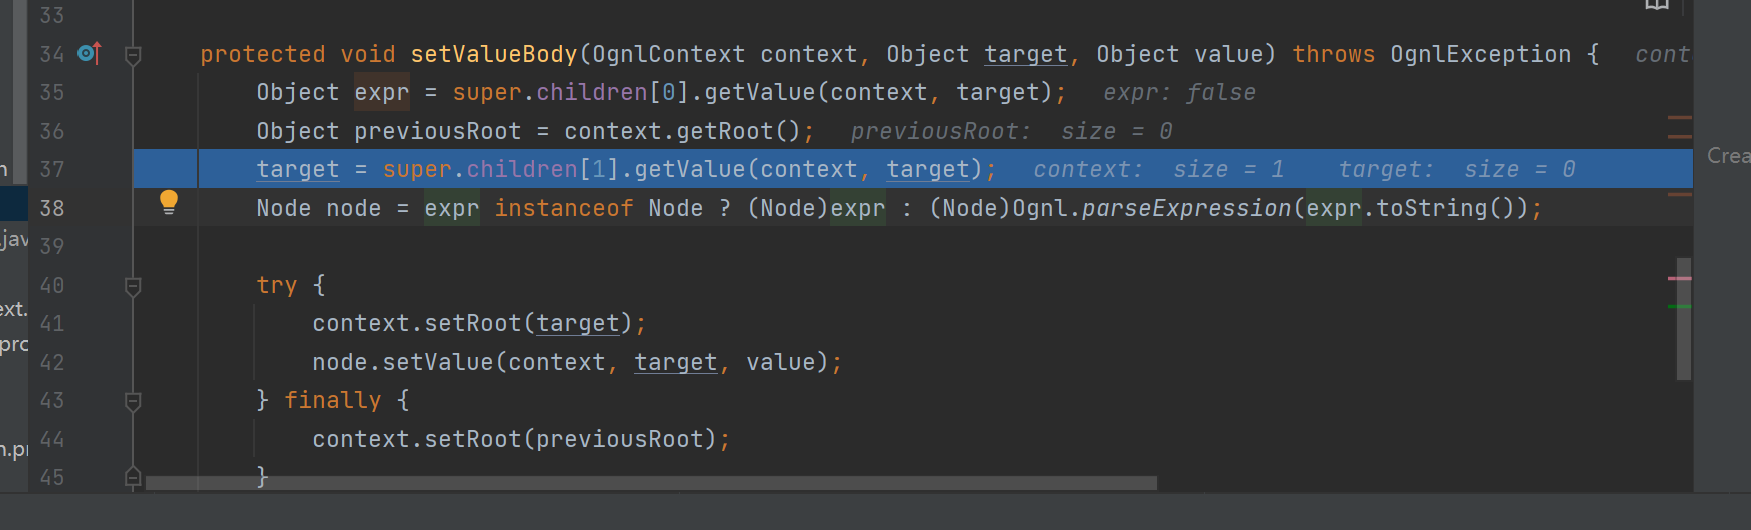 33
34 protected void setValueBody(OgnlContext context, Object target, Object value) throws OgnlException { cont
35 Object expr = super.children[0].getValue(context, target); expr: false
36 Object previousRoot = context.getRoot(); previousRoot: size = 0
37 target = super.children[1].getValue(context, target); context: size = 1 target: size = 0
Crea
38 Node node = expr instanceof Node ? (Node)expr : (Node)Ognl.parseExpression(expr.toString());
.jav
39
40 try {
ext.
41 context.setRoot(target);
pro
42 node.setValue(context, target, value);
43 } finally {
44 context.setRoot(previousRoot);
n.pr
45 }